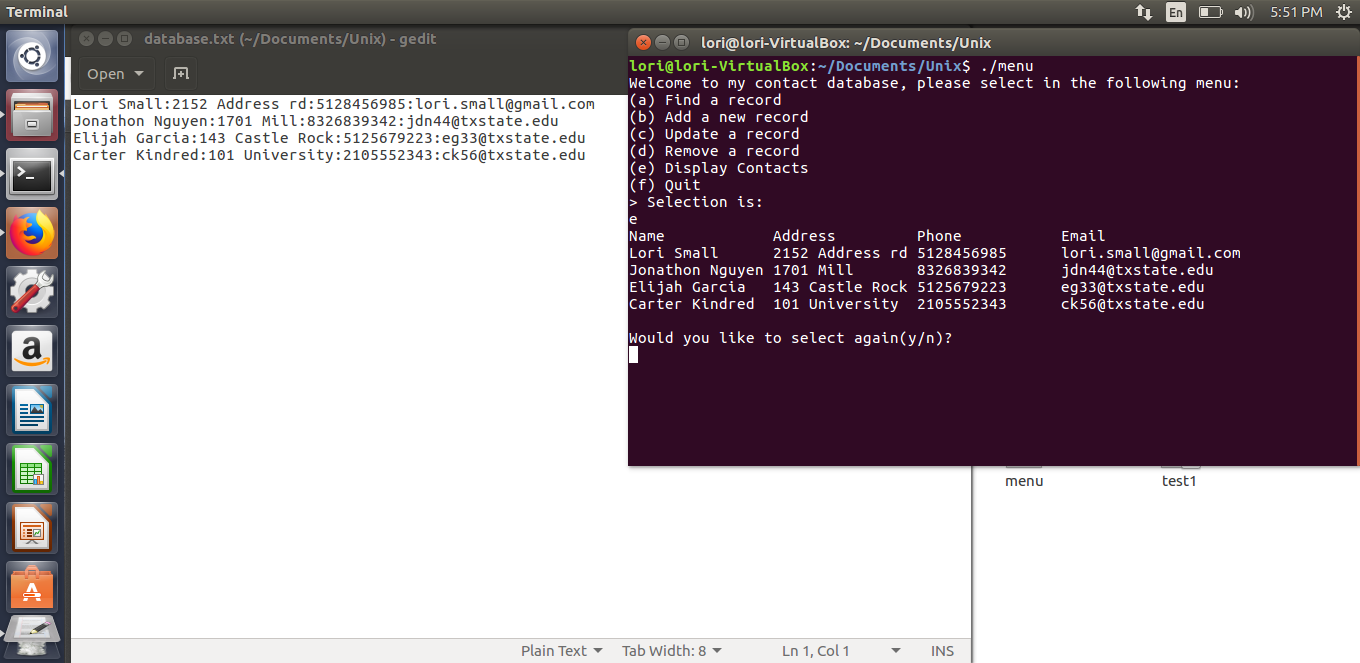 Terminal
En
5:51 PM
database.txt (~/Documents/Unix) - gedit
Open
Lori Small:2152 Address rd:5128456985:lori.small@gmail.com
Jonathon Nguyen:1701 Mill:8326839342:jdn44@txstate.edu
Elijah Garcia:143 Castle Rock:5125679223:eg33@txstate.edu
Carter Kindred:101 University:2105552343:ck56@txstate.edu
Plain Text Tab Width: 8 Ln 1, Col 1 INS
lori@lori-VirtualBox: ~/Documents/Unix
lori@lori-VirtualBox:~/Documents/Unix$ ./menu
Welcome to my contact database, please select in the following menu:
(a) Find a record
(b) Add a new record
(c) Update a record
(d) Remove a record
(e) Display Contacts
(f) Quit
> Selection is:
e
Name Address Phone Email
Lori Small 2152 Address rd 5128456985 lori.small@gmail.com
Jonathon Nguyen 1701 Mill 8326839342 jdn44@txstate.edu
Elijah Garcia 143 Castle Rock 5125679223 eg33@txstate.edu
Carter Kindred 101 University 2105552343 ck56@txstate.edu
Would you like to select again(y/n)?
menu test1